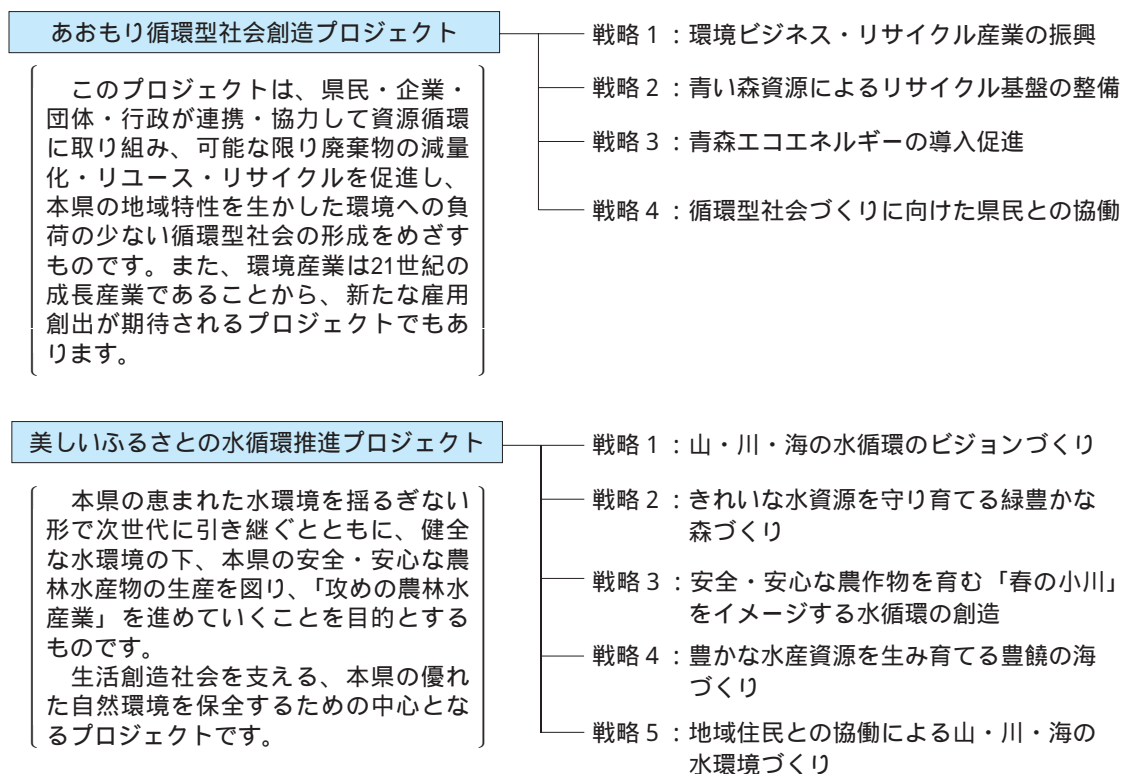 あおもり循環型社会創造プロジェクト
このプロジェクトは、県民・企業・
団体・行政が連携・協力して資源循環
に取り組み、可能な限り廃棄物の減量
化・リユース・リサイクルを促進し、
本県の地域特性を生かした環境への負
荷の少ない循環型社会の形成をめざす
ものです。また、環境産業は21世紀の
成長産業であることから、新たな雇用
創出が期待されるプロジェクトでもあ
ります。
戦略1：環境ビジネス・リサイクル産業の振興
戦略2：青い森資源によるリサイクル基盤の整備
戦略3：青森エコエネルギーの導入促進
戦略4：循環型社会づくりに向けた県民との協働
美しいふるさとの水循環推進プロジェクト
本県の恵まれた水環境を揺るぎない
形で次世代に引き継ぐとともに、健全
な水環境の下、本県の安全・安心な農
林水産物の生産を図り、「攻めの農林水
産業」を進めていくことを目的とする
ものです。
生活創造社会を支える、本県の優れ
た自然環境を保全するための中心とな
るプロジェクトです。
戦略1：山・川・海の水循環のビジョンづくり
戦略2：きれいな水資源を守り育てる緑豊かな
森づくり
戦略3：安全・安心な農作物を育む「春の小川」
をイメージする水循環の創造
戦略4：豊かな水産資源を生み育てる豊饒の海
づくり
戦略5：地域住民との協働による山・川・海の
水環境づくり